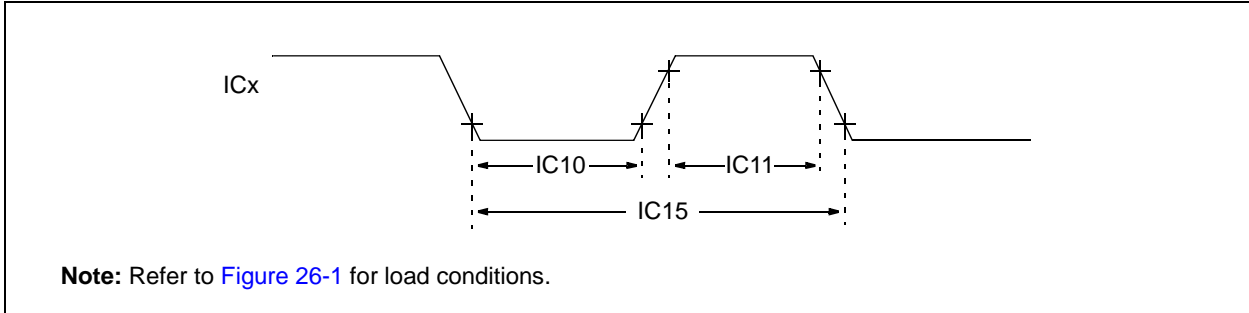 ICx
IC10
IC11
IC15
Note: Refer to Figure 26-1 for load conditions.